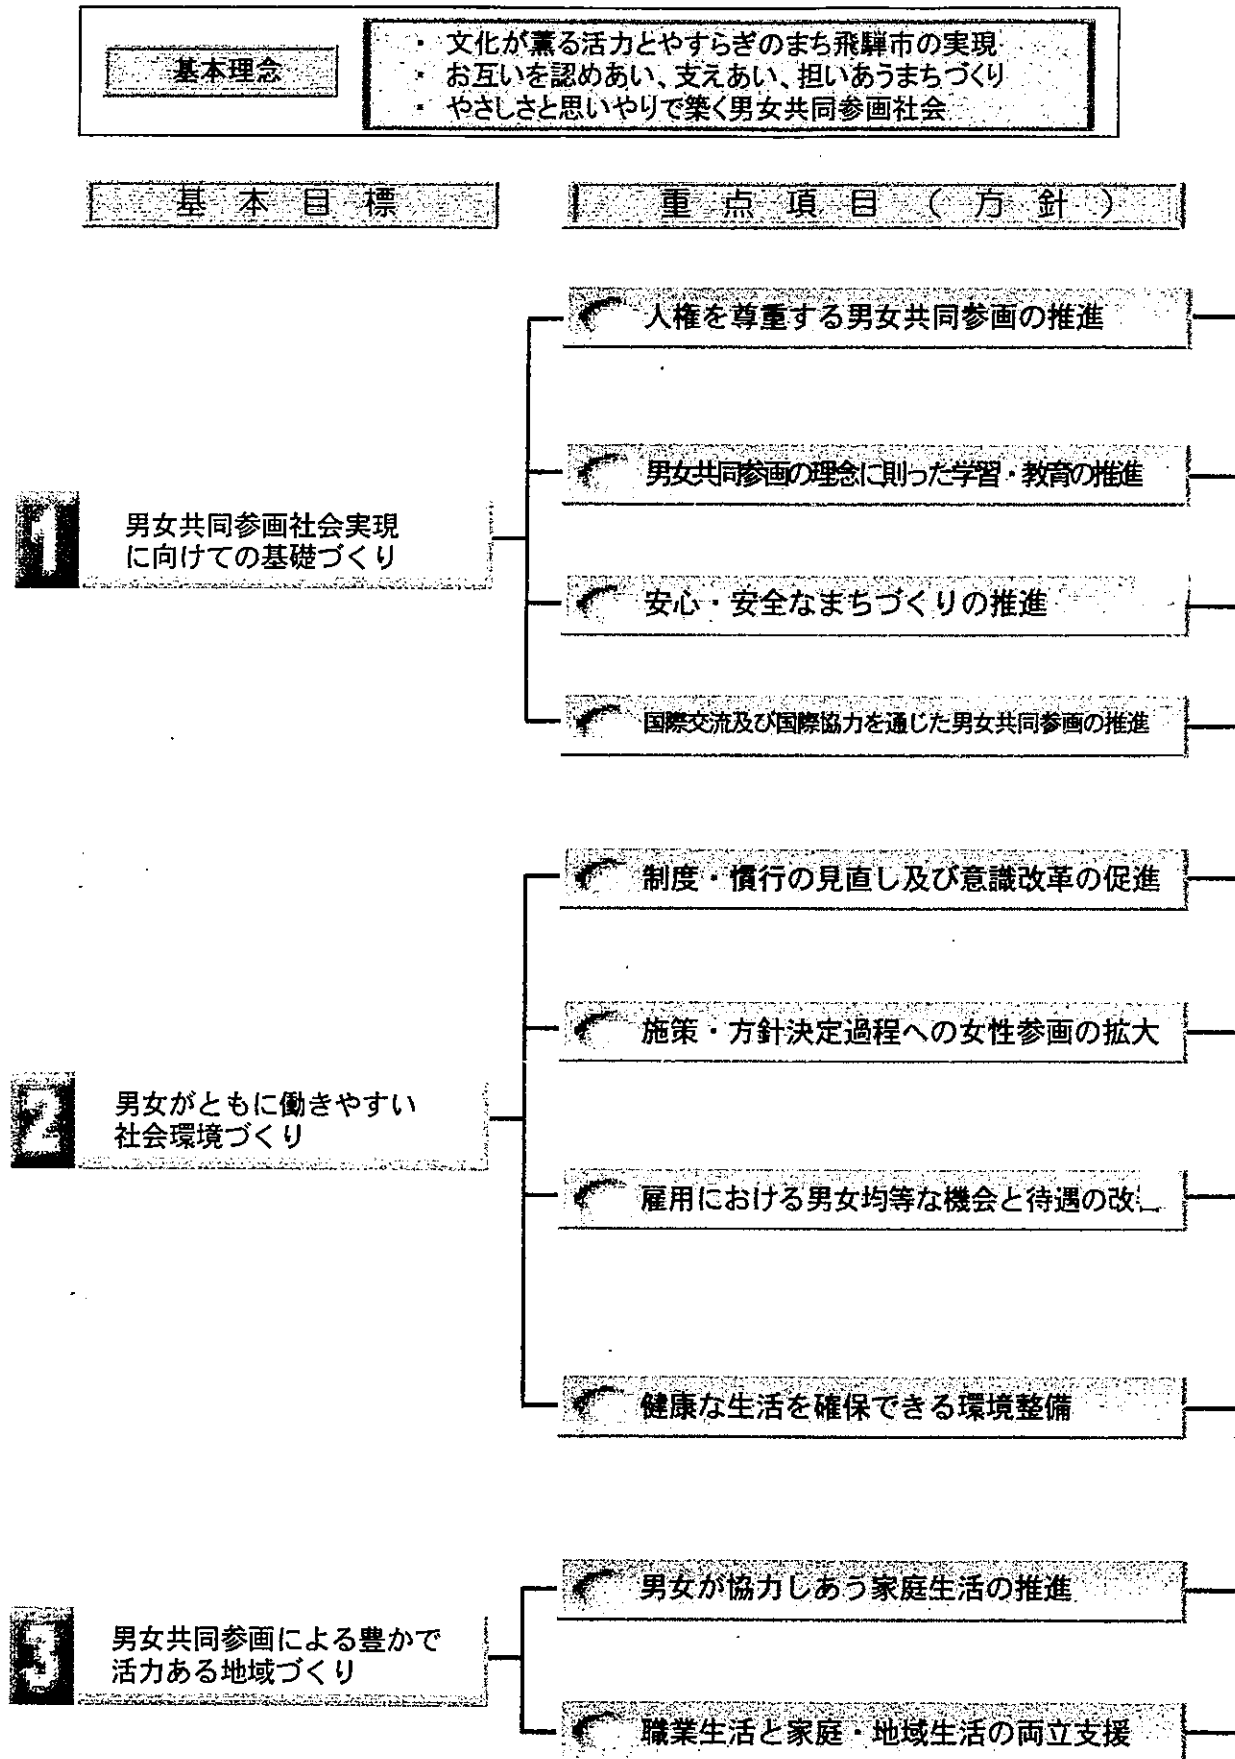 基本理念
・ 文化が薫る活力とやすらぎのまち飛騨市の実現
・ お互いを認めあい、支えあい、担いあうまちづくり
・ やさしさと思いやりで築く男女共同参画社会
基本目標
重点項目（方針）
人権を尊重する男女共同参画の推進
男女共同参画の理念に則った学習・教育の推進
1
男女共同参画社会実現
に向けての基礎づくり
安心・安全なまちづくりの推進
国際交流及び国際協力を通じた男女共同参画の推進
制度・慣行の見直し及び意識改革の促進
施策・方針決定過程への女性参画の拡大
2
男女がともに働きやすい
社会環境づくり
雇用における男女均等な機会と待遇の改
健康な生活を確保できる環境整備
男女が協力しあう家庭生活の推進
3
男女共同参画による豊かで
活力ある地域づくり
職業生活と家庭・地域生活の両立支援